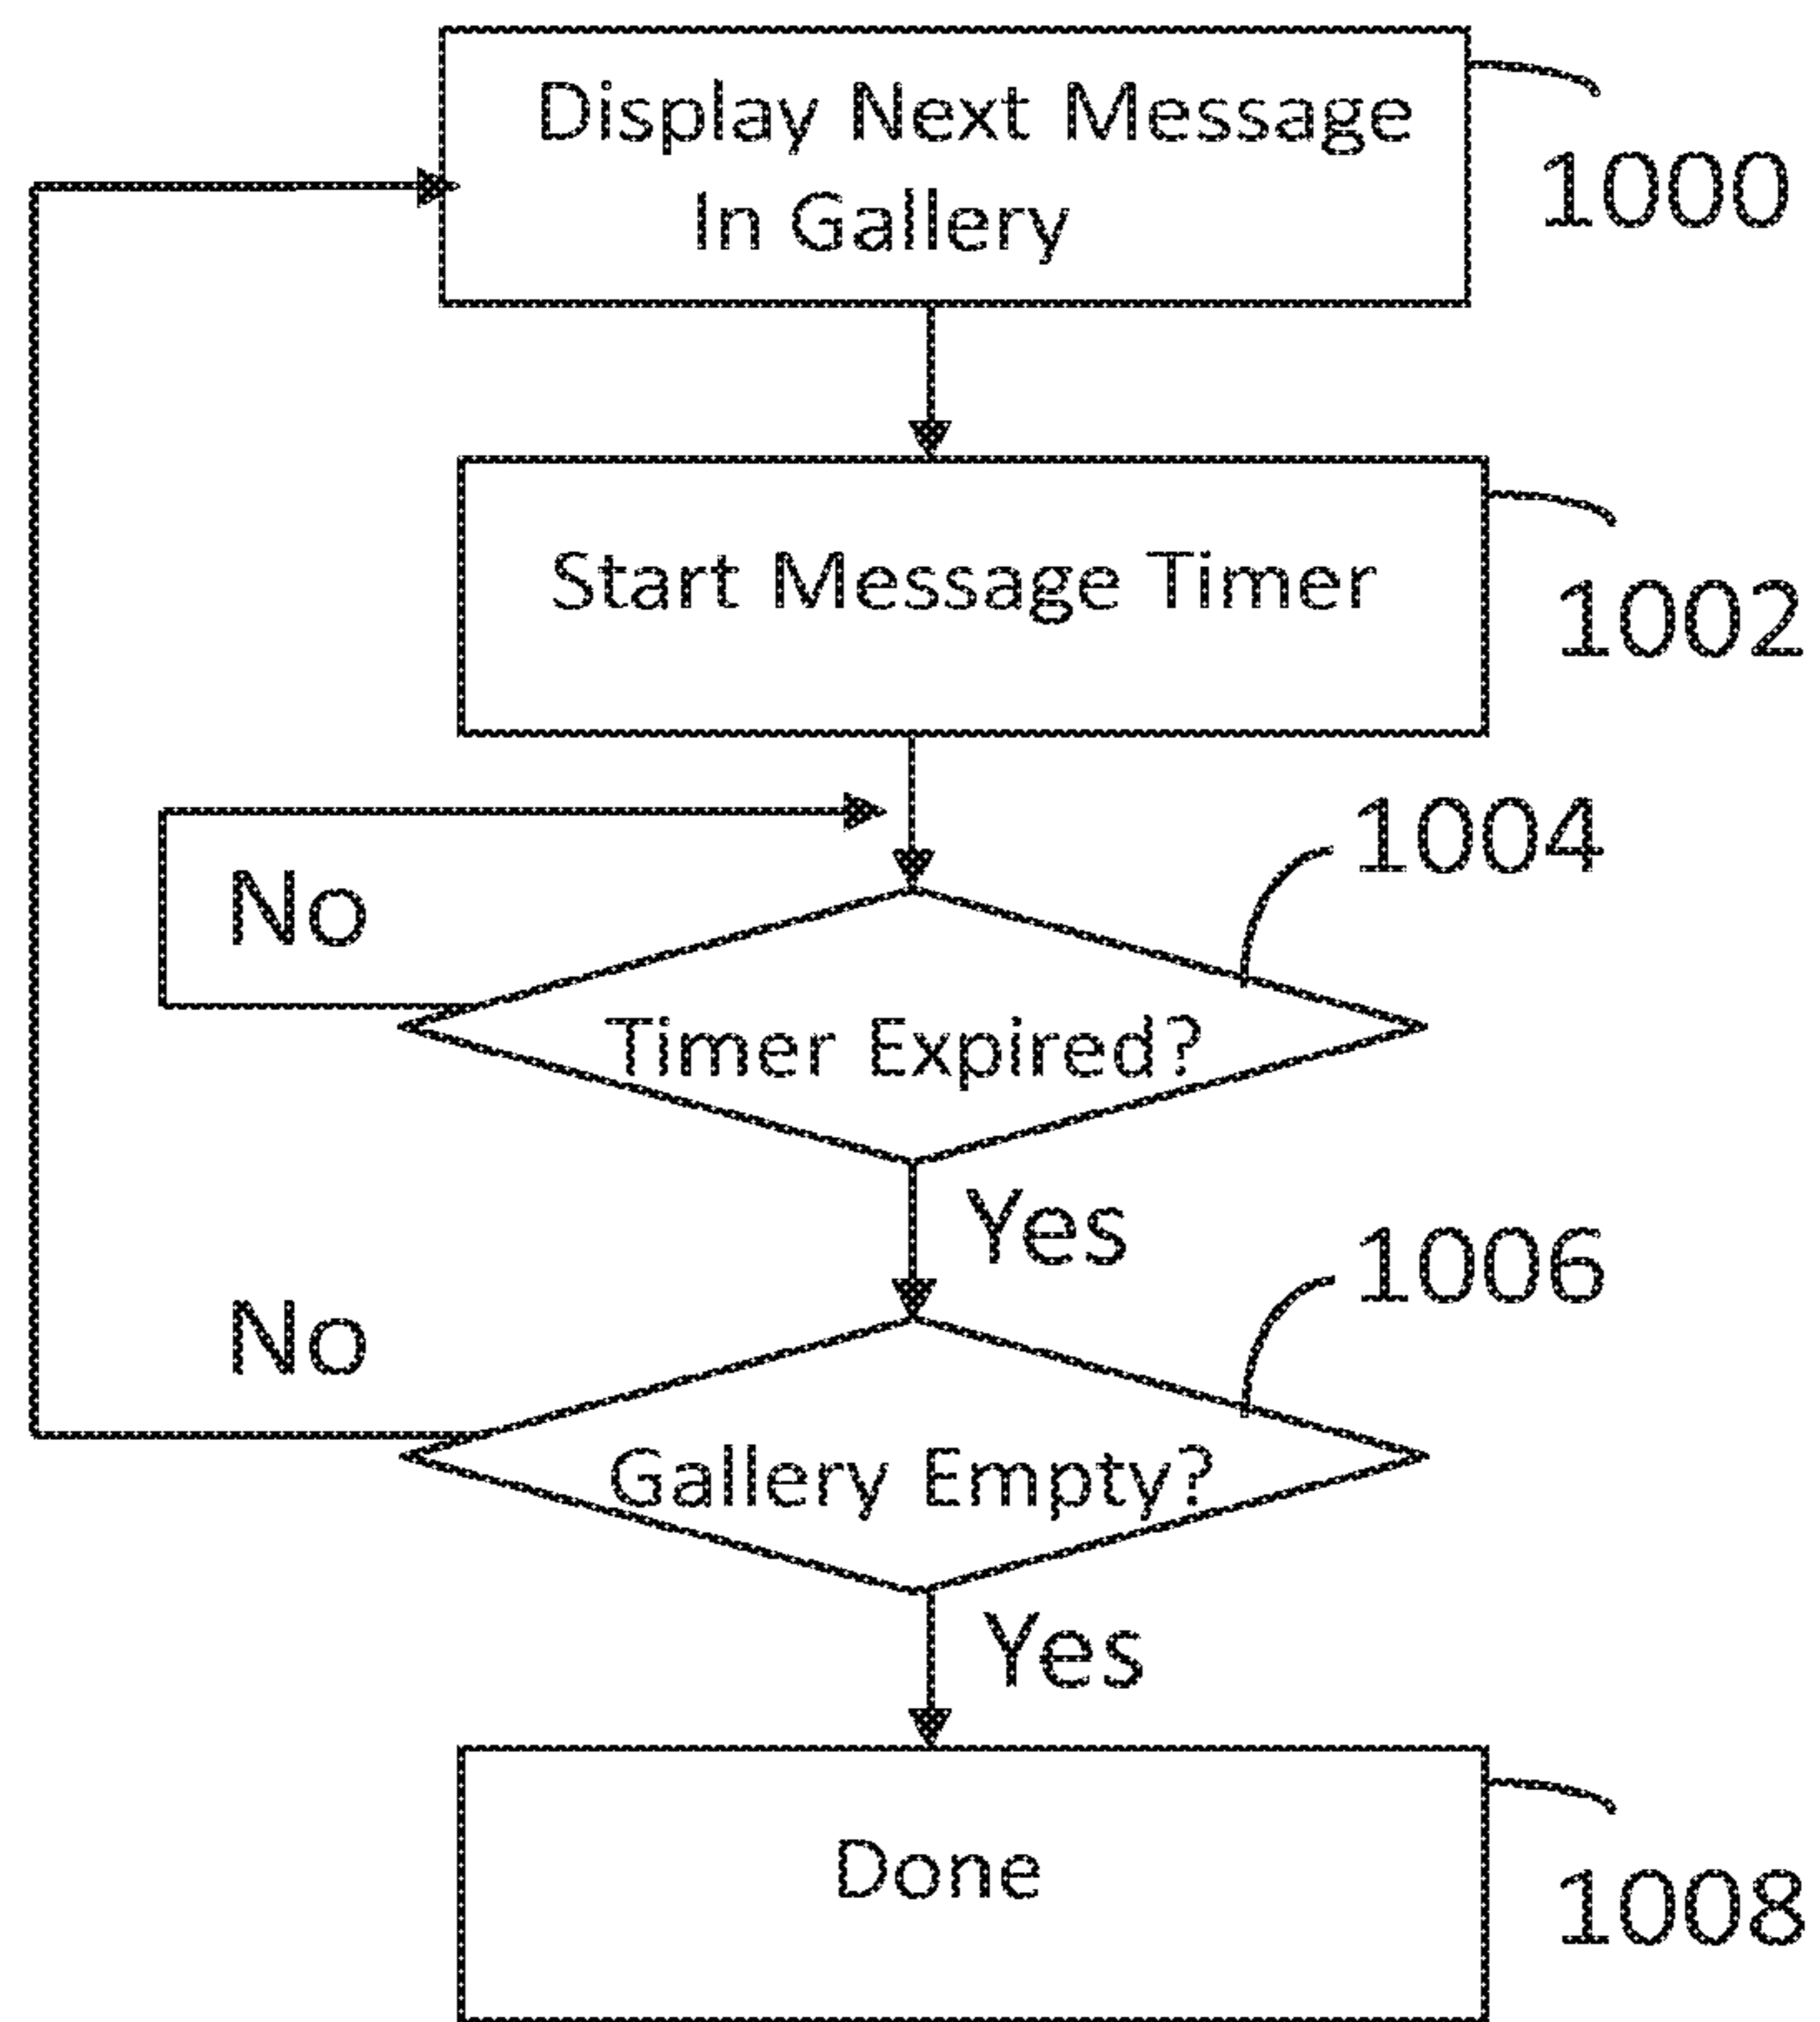 Display Next Message
In Gallery
1000
Start Message Timer
1002
1004
No
Timer Expired?
Yes
1006
No
Gallery Empty?
Yes
Done
1008